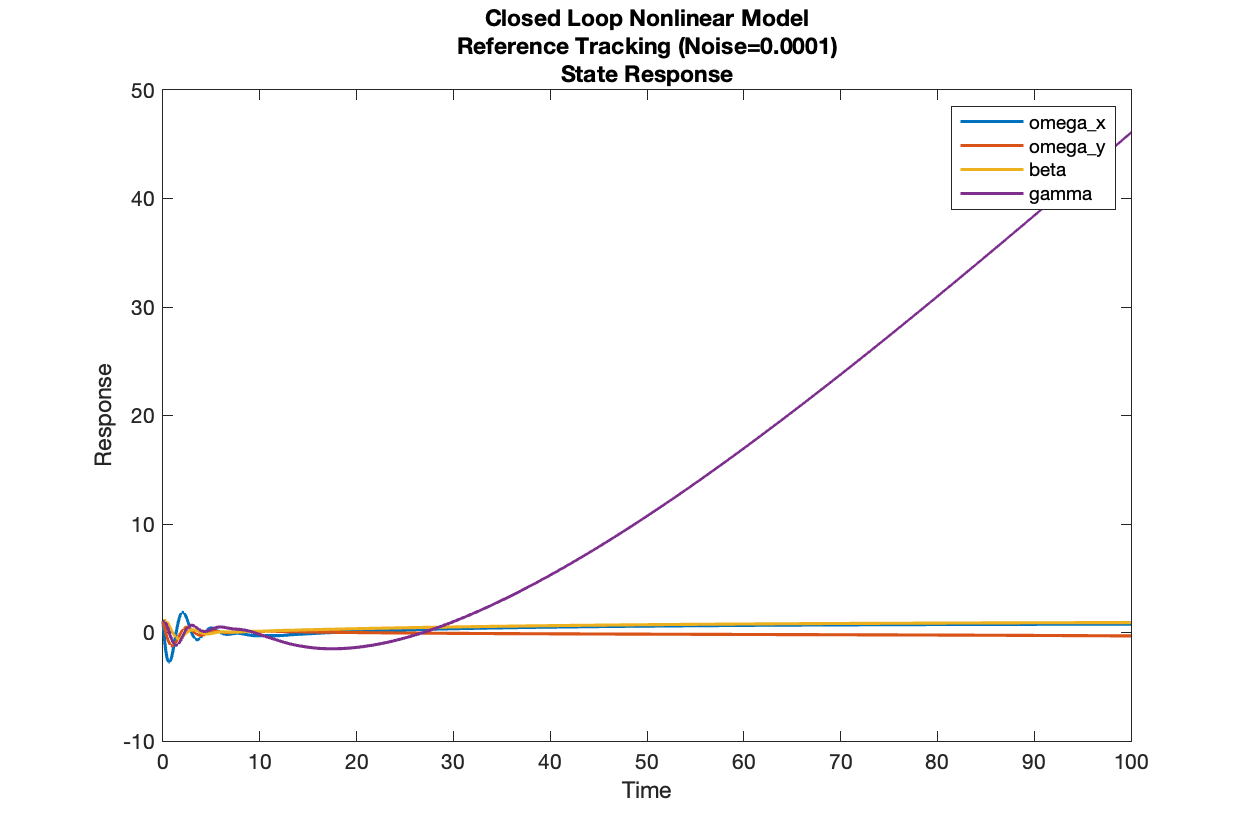 Closed Loop Nonlinear Model
Reference Tracking (Noise=0.0001)
State Response
50
40
30
20
10
0
-10
Response
omega_x
omega_y
beta
gamma
0 10 20 30 40 50 60 70 80 90 100
Time